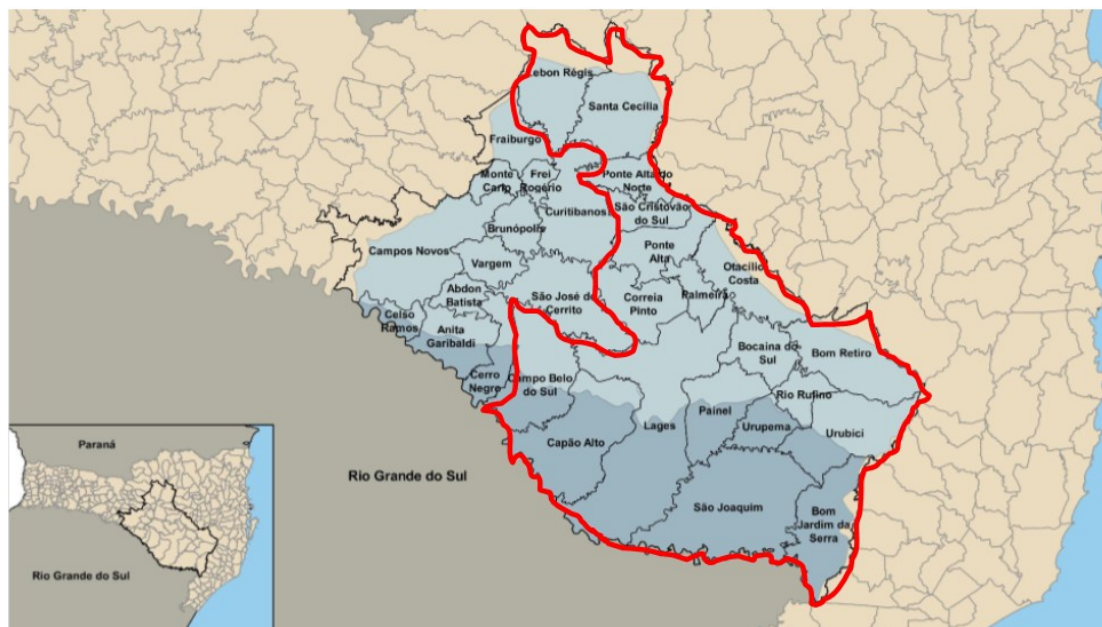 Lebon Régis
Santa Cecília
Fraiburgo
Monte
Carlo
Frei
Rogério
Ponte Alta do
Norte
Curitibanos
São Cristovão
do Sul
Brunópolis
Campos Novos
Vargem
Ponte
Alta
Otacílio
Costa
Abdon
Batista
São José do
Cerrito
Correia
Pinto
Palmeira
Celso
Ramos
Anita
Garibaldi
Bocaina do
Sul
Bom Retiro
Cerro
Negro
Campo Belo
do Sul
Rio Rufino
Painel
Lages
Urupema
Urubici
Capão Alto
São Joaquim
Bom
Jardim da
Serra
Rio Grande do Sul
Paraná
Rio Grande do Sul